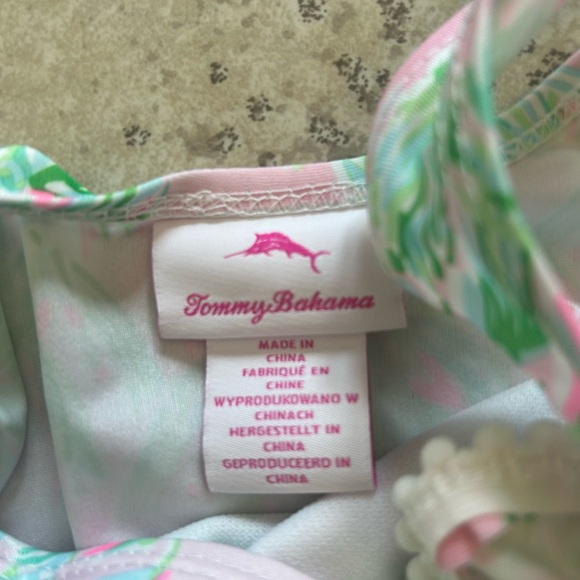 Tommy Bahama
MADE IN
CHINA
FABRIQUÉ EN
CHINE
WYPRODUKOWANO W
CHINACH
HERGESTELLT IN
CHINA
GEPRODUCEERD IN
CHINA